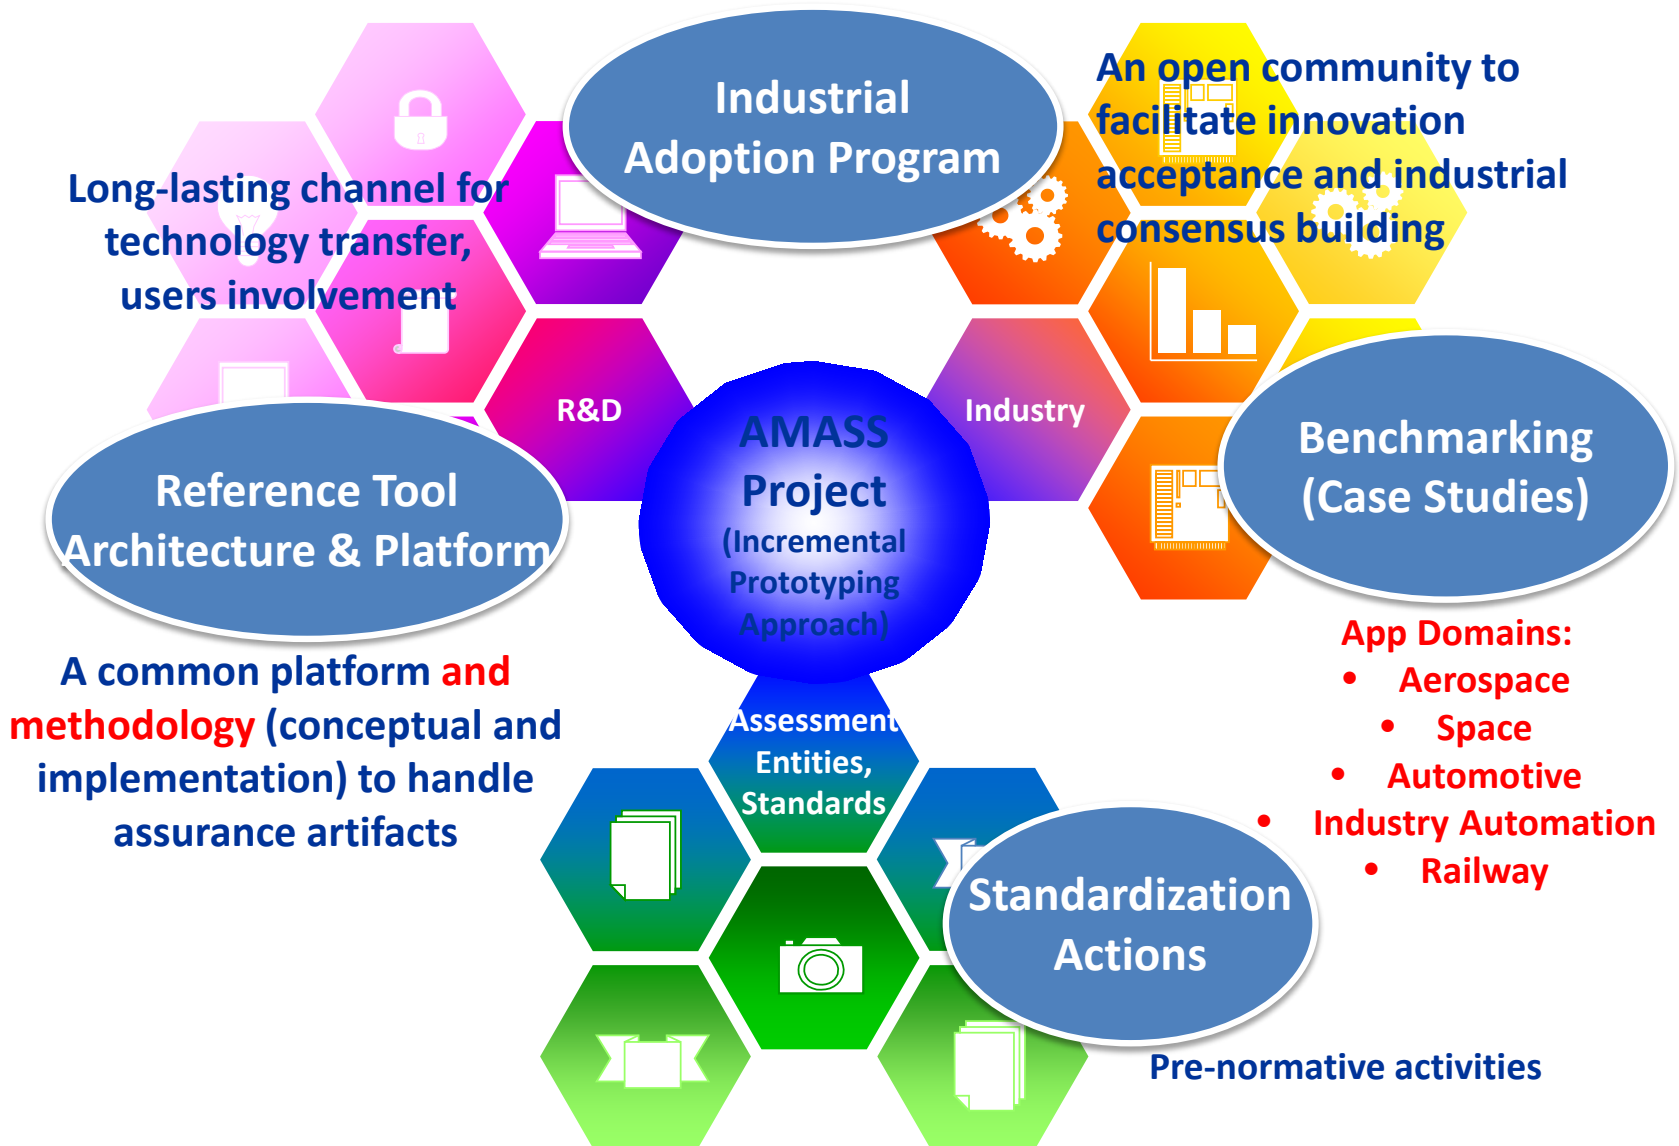 Industrial
Adoption Program
An open community to
facilitate innovation
acceptance and industrial
consensus building
Long-lasting channel for
technology transfer,
users involvement
R&D
Industry
AMASS
Project
(Incremental
Prototyping
Approach)
Benchmarking
(Case Studies)
Reference Tool
Architecture & Platform
App Domains:
• Aerospace
• Space
• Automotive
• Industry Automation
• Railway
A common platform and
methodology (conceptual and
implementation) to handle
assurance artifacts
Assessment
Entities,
Standards
Standardization
Actions
Pre-normative activities